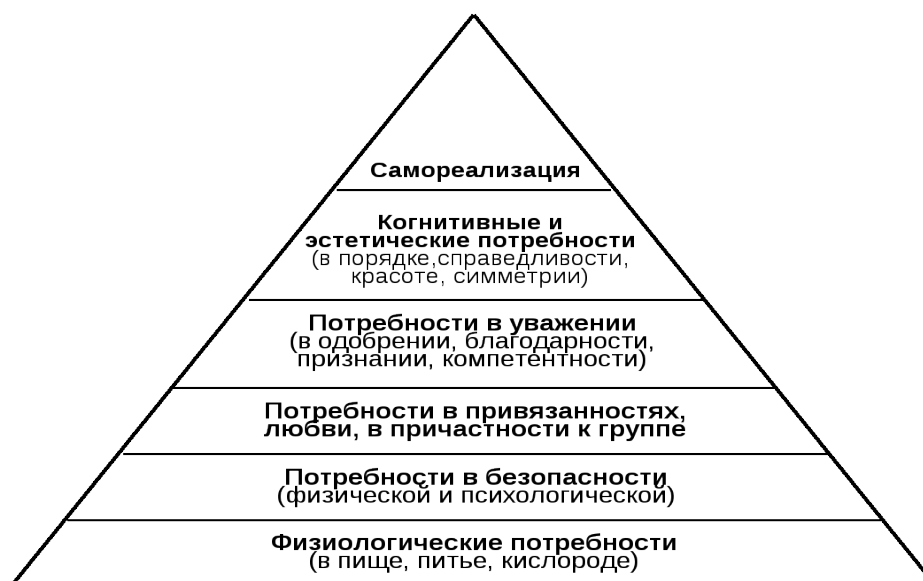 Самореализация
Когнитивные и
эстетические потребности
(в порядке,справедливости,
красоте, симметрии)
Потребности в уважении
(в одобрении, благодарности,
признании, компетентности)
Потребности в привязанностях,
любви, в причастности к группе
Потребности в безопасности
(физической и психологической)
Физиологические потребности
(в пище, питье, кислороде)